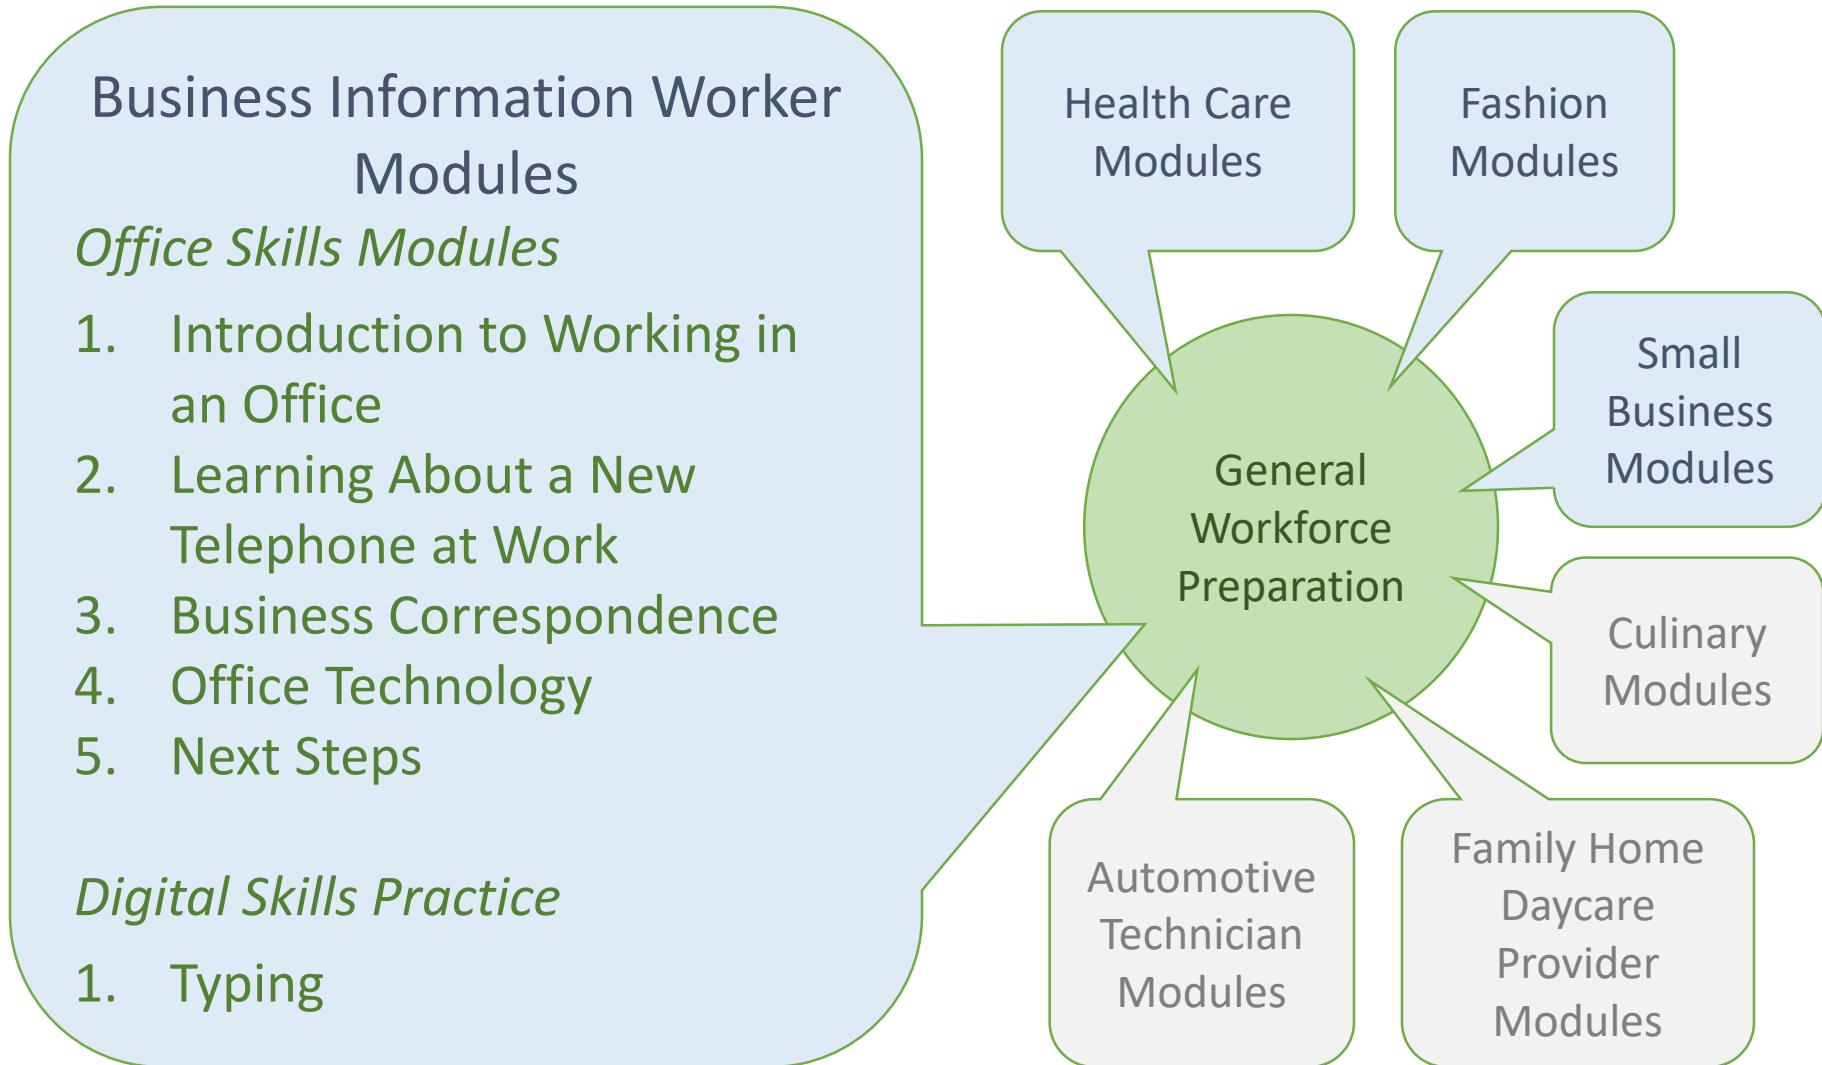 Business Information Worker
Modules
Office Skills Modules
1. Introduction to Working in
an Office
2. Learning About a New
Telephone at Work
3. Business Correspondence
4. Office Technology
5. Next Steps
Digital Skills Practice
1. Typing
Health Care
Modules
Fashion
Modules
Small
Business
Modules
General
Workforce
Preparation
Culinary
Modules
Automotive
Technician
Modules
Family Home
Daycare
Provider
Modules